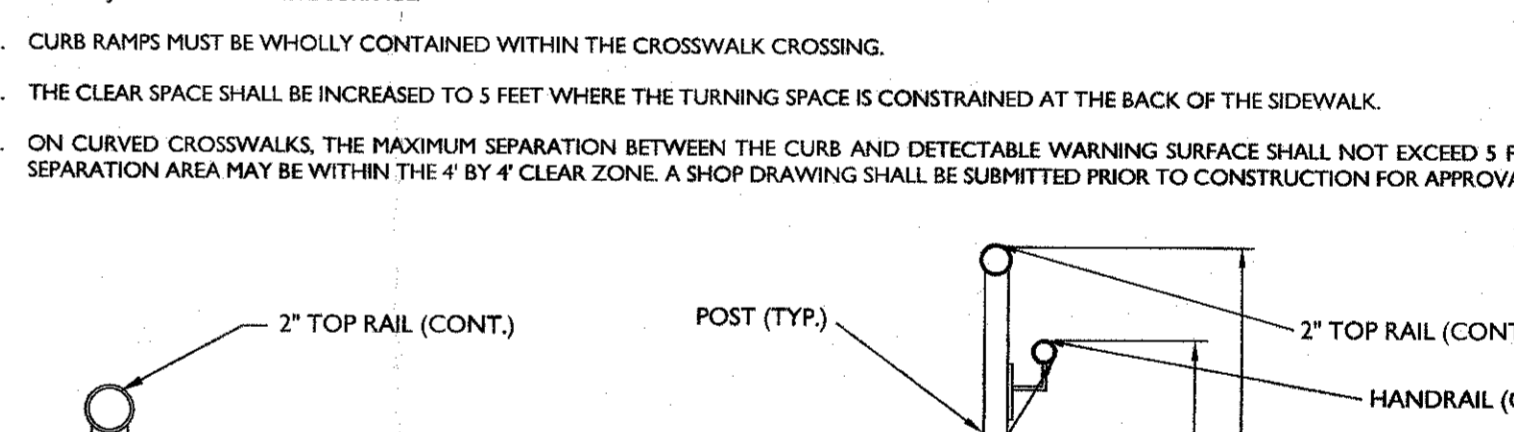 . CURB RAMPS MUST BE WHOLLY CONTAINED WITHIN THE CROSSWALK CROSSING.
. THE CLEAR SPACE SHALL BE INCREASED TO 5 FEET WHERE THE TURNING SPACE IS CONSTRAINED AT THE BACK OF THE SIDEWALK.
. ON CURVED CROSSWALKS, THE MAXIMUM SEPARATION BETWEEN THE CURB AND DETECTABLE WARNING SURFACE SHALL NOT EXCEED 5 F
SEPARATION AREA MAY BE WITHIN THE 4' BY 4' CLEAR ZONE. A SHOP DRAWING SHALL BE SUBMITTED PRIOR TO CONSTRUCTION FOR APPROVA
2" TOP RAIL (CONT.)
POST (TYP.)
2" TOP RAIL (CONT
HANDRAIL (